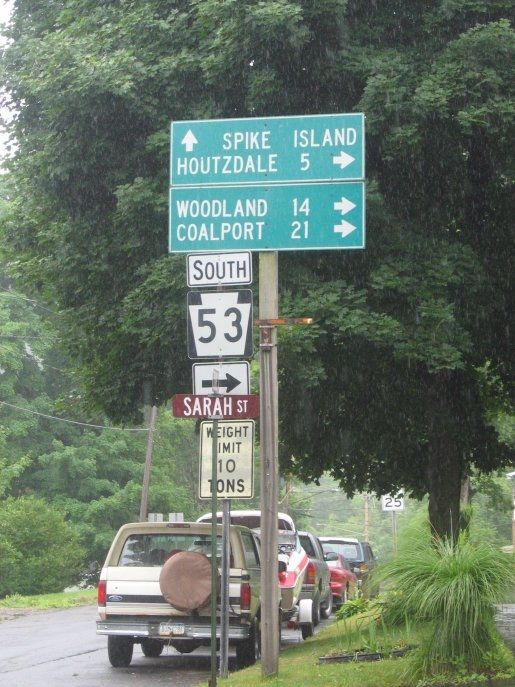 SPIKE ISLAND
HOUTZDALE 5
WOODLAND 14
COALPORT 21
SOUTH
53
SARAH ST
WEIGHT
LIMIT
10
TONS
25